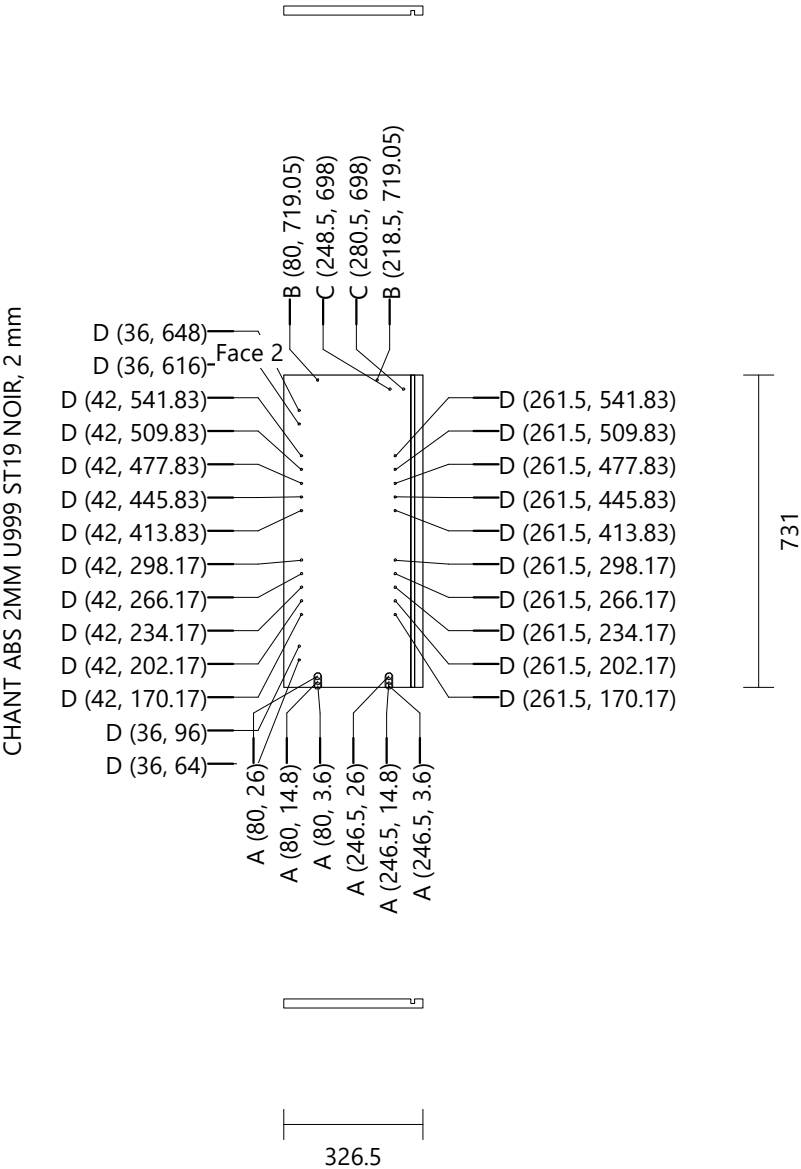 CHANT ABS 2MM U999 ST19 NOIR, 2 mm
B (80, 719.05)
C (248.5, 698)
C (280.5, 698)
B (218.5, 719.05)
D (36, 648)
D (36, 616)
Face 2
D (42, 541.83)
D (42, 509.83)
D (42, 477.83)
D (42, 445.83)
D (42, 413.83)
D (42, 298.17)
D (42, 266.17)
D (42, 234.17)
D (42, 202.17)
D (42, 170.17)
D (36, 96)
D (36, 64)
D (261.5, 541.83)
D (261.5, 509.83)
D (261.5, 477.83)
D (261.5, 445.83)
D (261.5, 413.83)
D (261.5, 298.17)
D (261.5, 266.17)
D (261.5, 234.17)
D (261.5, 202.17)
D (261.5, 170.17)
731
A (80, 26)
A (80, 14.8)
A (80, 3.6)
A (246.5, 26)
A (246.5, 14.8)
A (246.5, 3.6)
326.5